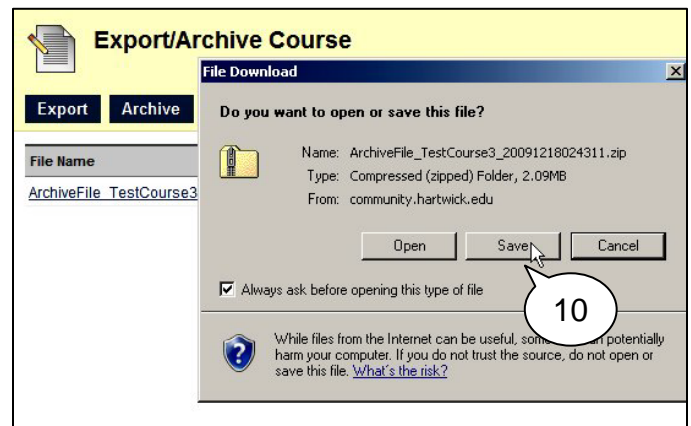 Export/Archive Course
File Download
Export Archive
Do you want to open or save this file?
File Name
ArchiveFile_TestCourse3
Name: ArchiveFile_TestCourse3_20091218024311.zip
Type: Compressed (zipped) Folder, 2.09MB
From: community.hartwick.edu
Open Save Cancel
Always ask before opening this type of file
10
While files from the Internet can be useful, potentially
harm your computer. If you do not trust the source, do not open or
save this file. What's the risk?